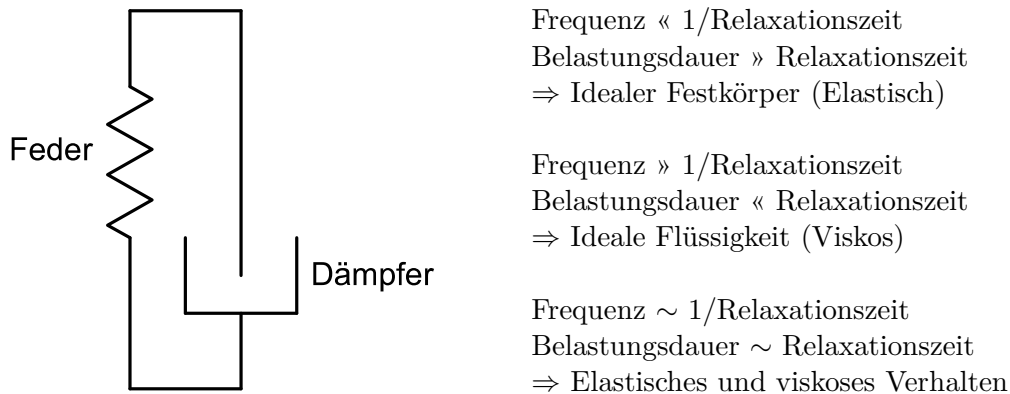 Feder
Dämpfer
Frequenz « 1/Relaxationszeit
Belastungsdauer » Relaxationszeit
⇒ Idealer Festkörper (Elastisch)
Frequenz » 1/Relaxationszeit
Belastungsdauer « Relaxationszeit
⇒ Ideale Flüssigkeit (Viskos)
Frequenz ∼ 1/Relaxationszeit
Belastungsdauer ∼ Relaxationszeit
⇒ Elastisches und viskoses Verhalten